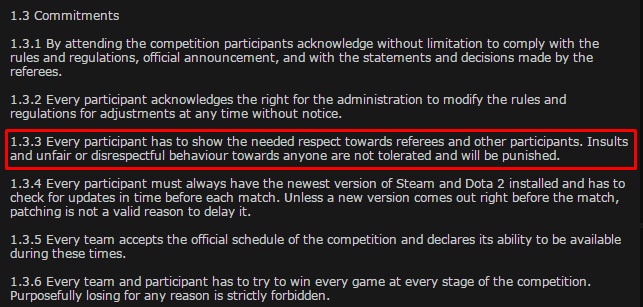 1.3 Commitments
1.3.1 By attending the competition participants acknowledge without limitation to comply with the
rules and regulations, official announcement, and with the statements and decisions made by the
referees.
1.3.2 Every participant acknowledges the right for the administration to modify the rules and
regulations for adjustments at any time without notice.
1.3.3 Every participant has to show the needed respect towards referees and other participants. Insults
and unfair or disrespectful behaviour towards anyone are not tolerated and will be punished.
1.3.4 Every participant must always have the newest version of Steam and Dota 2 installed and has to
check for updates in time before each match. Unless a new version comes out right before the match,
patching is not a valid reason to delay it.
1.3.5 Every team accepts the official schedule of the competition and declares its ability to be available
during these times.
1.3.6 Every team and participant has to try to win every game at every stage of the competition.
Purposefully losing for any reason is strictly forbidden.